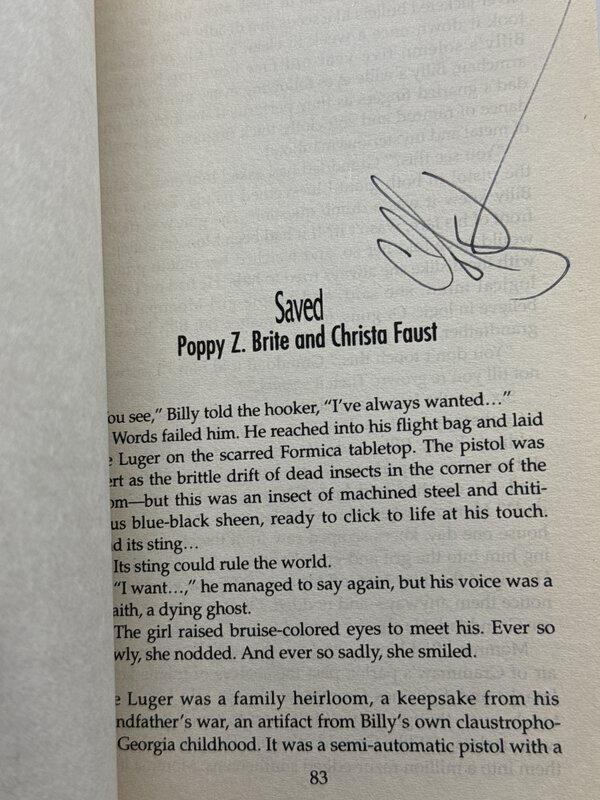 Saved
Poppy Z. Brite and Christa Faust
ou see," Billy told the hooker, "I've always wanted…"
Words failed him. He reached into his flight bag and laid
e Luger on the scarred Formica tabletop. The pistol was
ert as the brittle drift of dead insects in the corner of the
om—but this was an insect of machined steel and chiti-
us blue-black sheen, ready to click to life at his touch.
d its sting…
Its sting could rule the world.
"I want…," he managed to say again, but his voice was a
aith, a dying ghost.
The girl raised bruise-colored eyes to meet his. Ever so
wly, she nodded. And ever so sadly, she smiled.
e Luger was a family heirloom, a keepsake from his
ndfather's war, an artifact from Billy's own claustropho-
Georgia childhood. It was a semi-automatic pistol with a
83